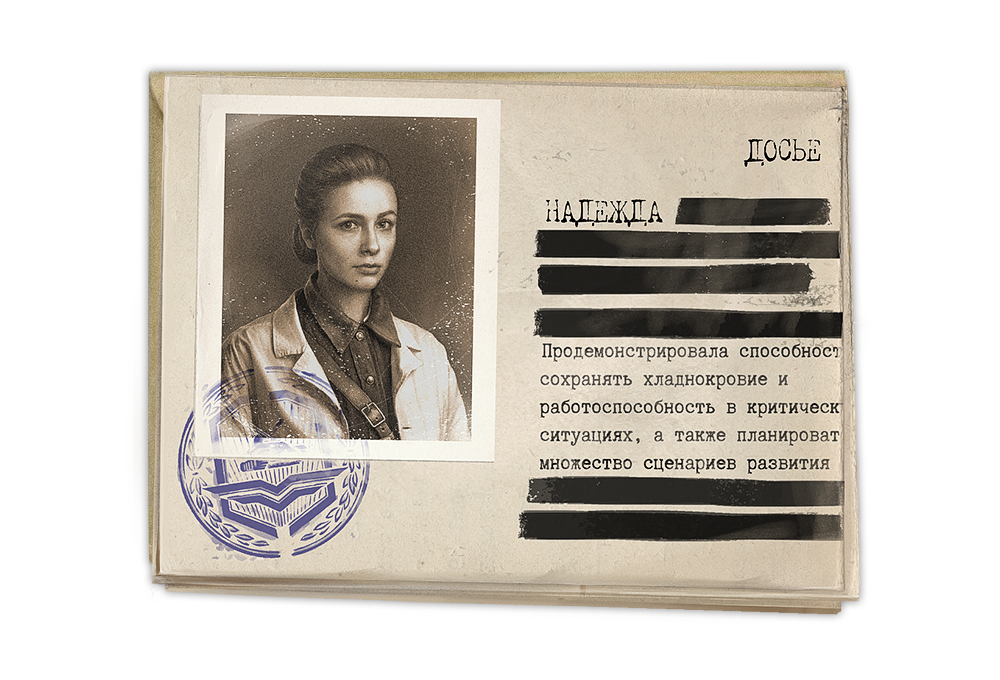 ДОСЬЕ
НАДЕЖДА
Продемонстрировала способност
сохранять хладнокровие и
работоспособность в критическ
ситуациях, а также планироват
множество сценариев развития